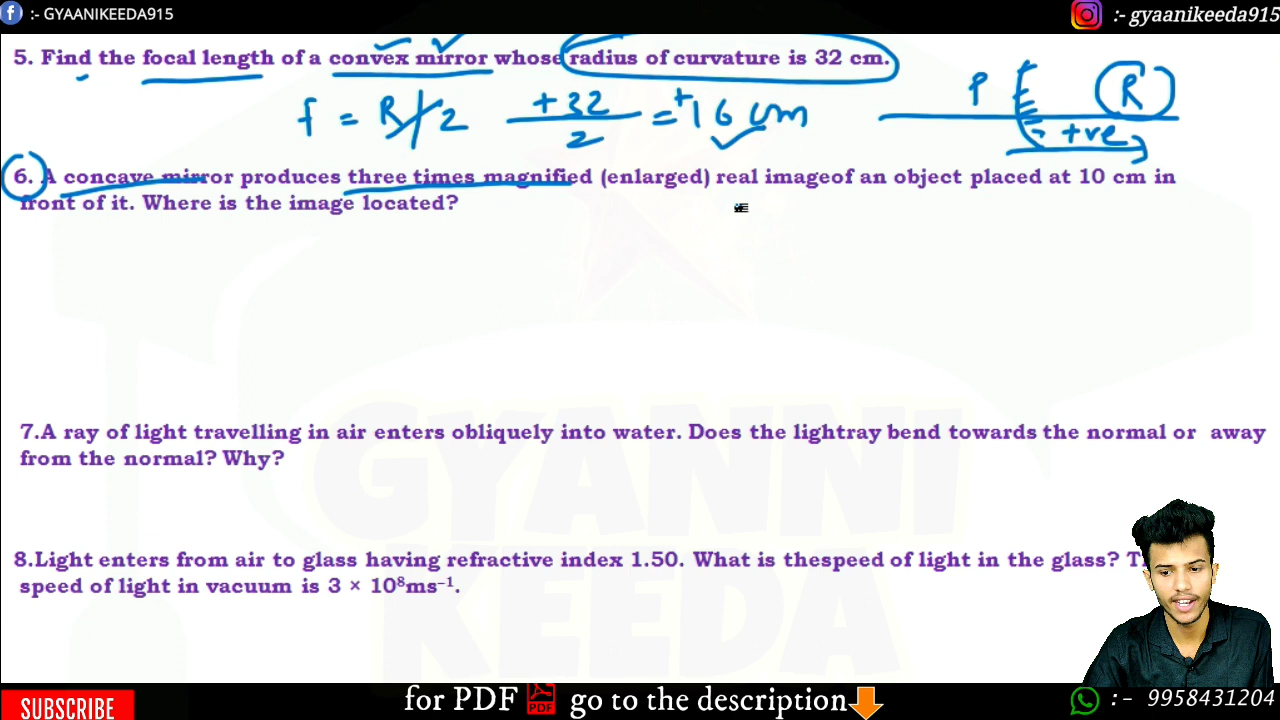 :- GYAANIKEEDA915
:- gyaanikeeda915
5. Find the focal length of a convex mirror whose radius of curvature is 32 cm.
f = R/2 +32/2 = +16 cm
P R
+ve
6. A concave mirror produces three times magnified (enlarged) real imageof an object placed at 10 cm in
front of it. Where is the image located?
7.A ray of light travelling in air enters obliquely into water. Does the lightray bend towards the normal or away
from the normal? Why?
GYANNI
8.Light enters from air to glass having refractive index 1.50. What is thespeed of light in the glass?
speed of light in vacuum is 3 × 10⁸ms⁻¹.
KEEDA
SUBSCRIBE
for PDF PDF go to the description
:- 9958431204